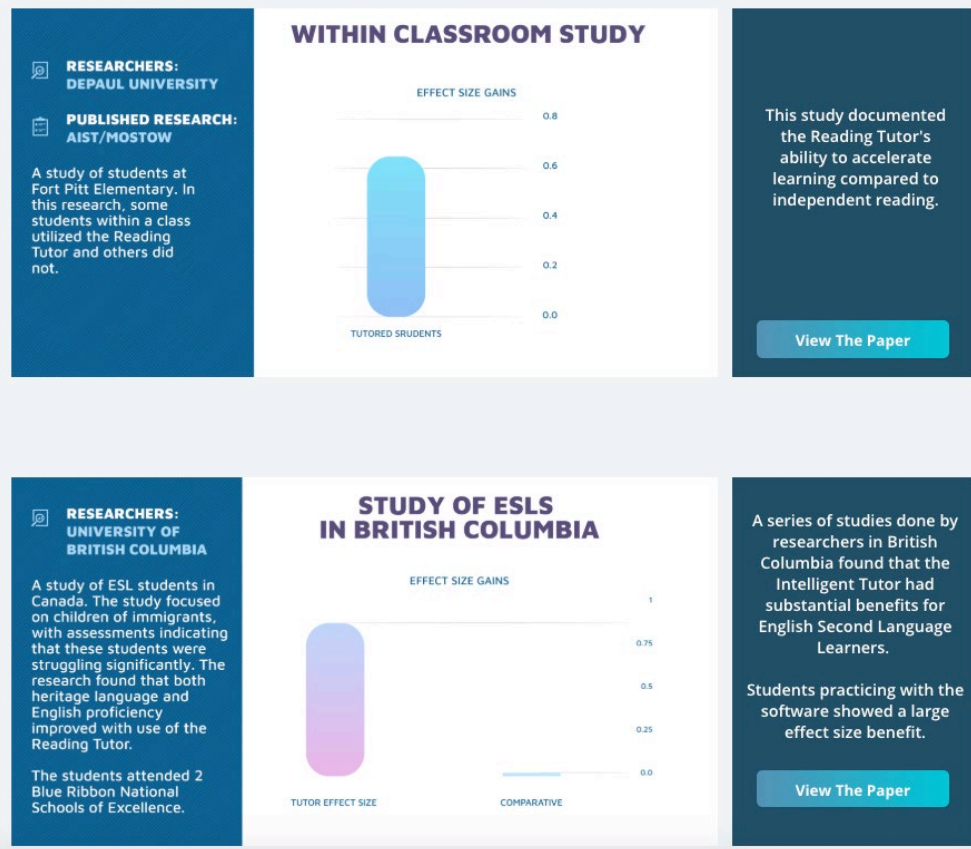 RESEARCHERS:
DEPAUL UNIVERSITY
PUBLISHED RESEARCH:
AIST/MOSTOW
A study of students at
Fort Pitt Elementary. In
this research, some
students within a class
utilized the Reading
Tutor and others did
not.
WITHIN CLASSROOM STUDY
EFFECT SIZE GAINS
0.8
0.6
0.4
0.2
0.0
TUTORED SRUDENTS
This study documented
the Reading Tutor's
ability to accelerate
learning compared to
independent reading.
View The Paper
RESEARCHERS:
UNIVERSITY OF
BRITISH COLUMBIA
A study of ESL students in
Canada. The study focused
on children of immigrants,
with assessments indicating
that these students were
struggling significantly. The
research found that both
heritage language and
English proficiency
improved with use of the
Reading Tutor.
The students attended 2
Blue Ribbon National
Schools of Excellence.
STUDY OF ESLS
IN BRITISH COLUMBIA
EFFECT SIZE GAINS
1
0.75
0.5
0.25
0.0
TUTOR EFFECT SIZE
COMPARATIVE
A series of studies done by
researchers in British
Columbia found that the
Intelligent Tutor had
substantial benefits for
English Second Language
Learners.
Students practicing with the
software showed a large
effect size benefit.
View The Paper